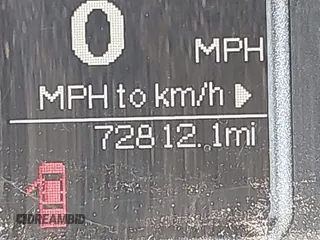 0
MPH
MPH to km/h
72812.1mi
DREAMBID